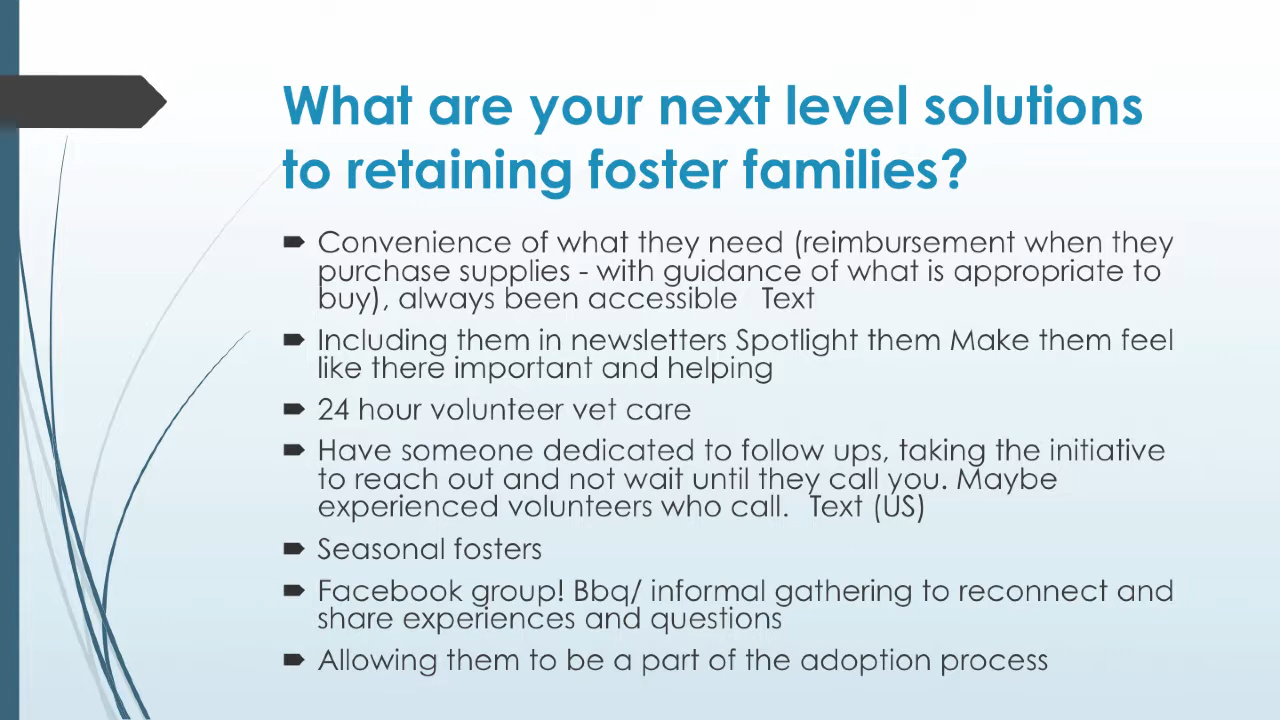 What are your next level solutions
to retaining foster families?
Convenience of what they need (reimbursement when they
purchase supplies - with guidance of what is appropriate to
buy), always been accessible Text
Including them in newsletters Spotlight them Make them feel
like there important and helping
24 hour volunteer vet care
Have someone dedicated to follow ups, taking the initiative
to reach out and not wait until they call you. Maybe
experienced volunteers who call. Text (US)
Seasonal fosters
Facebook group! Bbq/ informal gathering to reconnect and
share experiences and questions
Allowing them to be a part of the adoption process